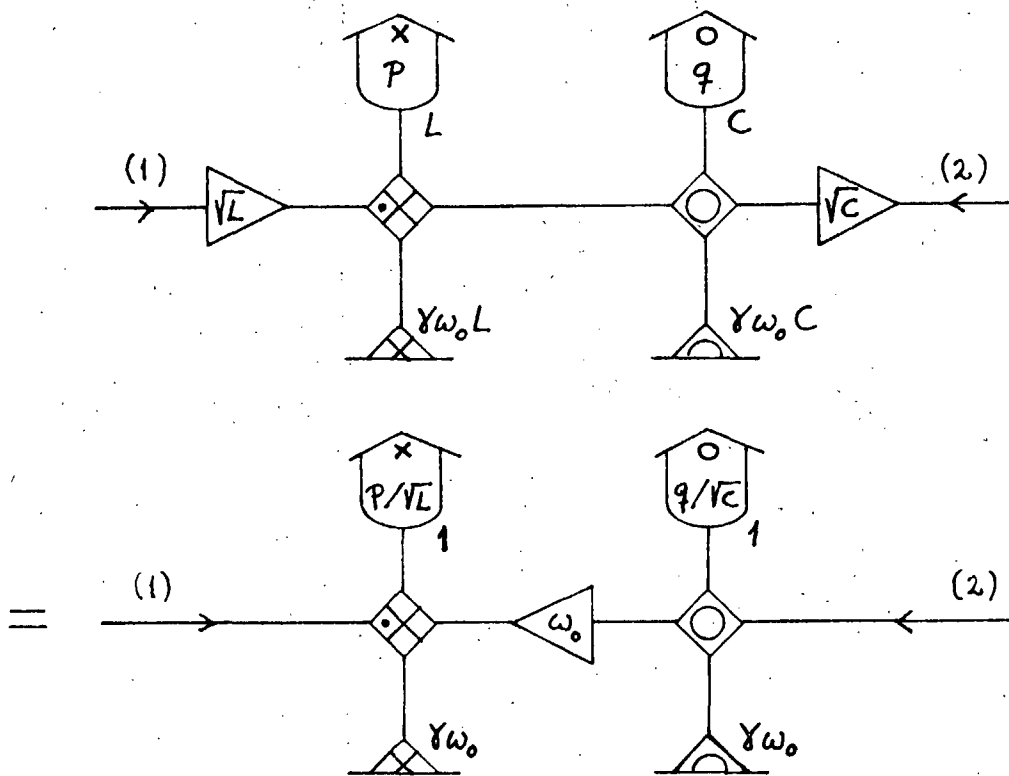 × o
p q
L C
(1) √L √C (2)
γω₀L γω₀C
× o
p/√L q/√C
1 1
(1) (2)
= ω₀
γω₀ γω₀